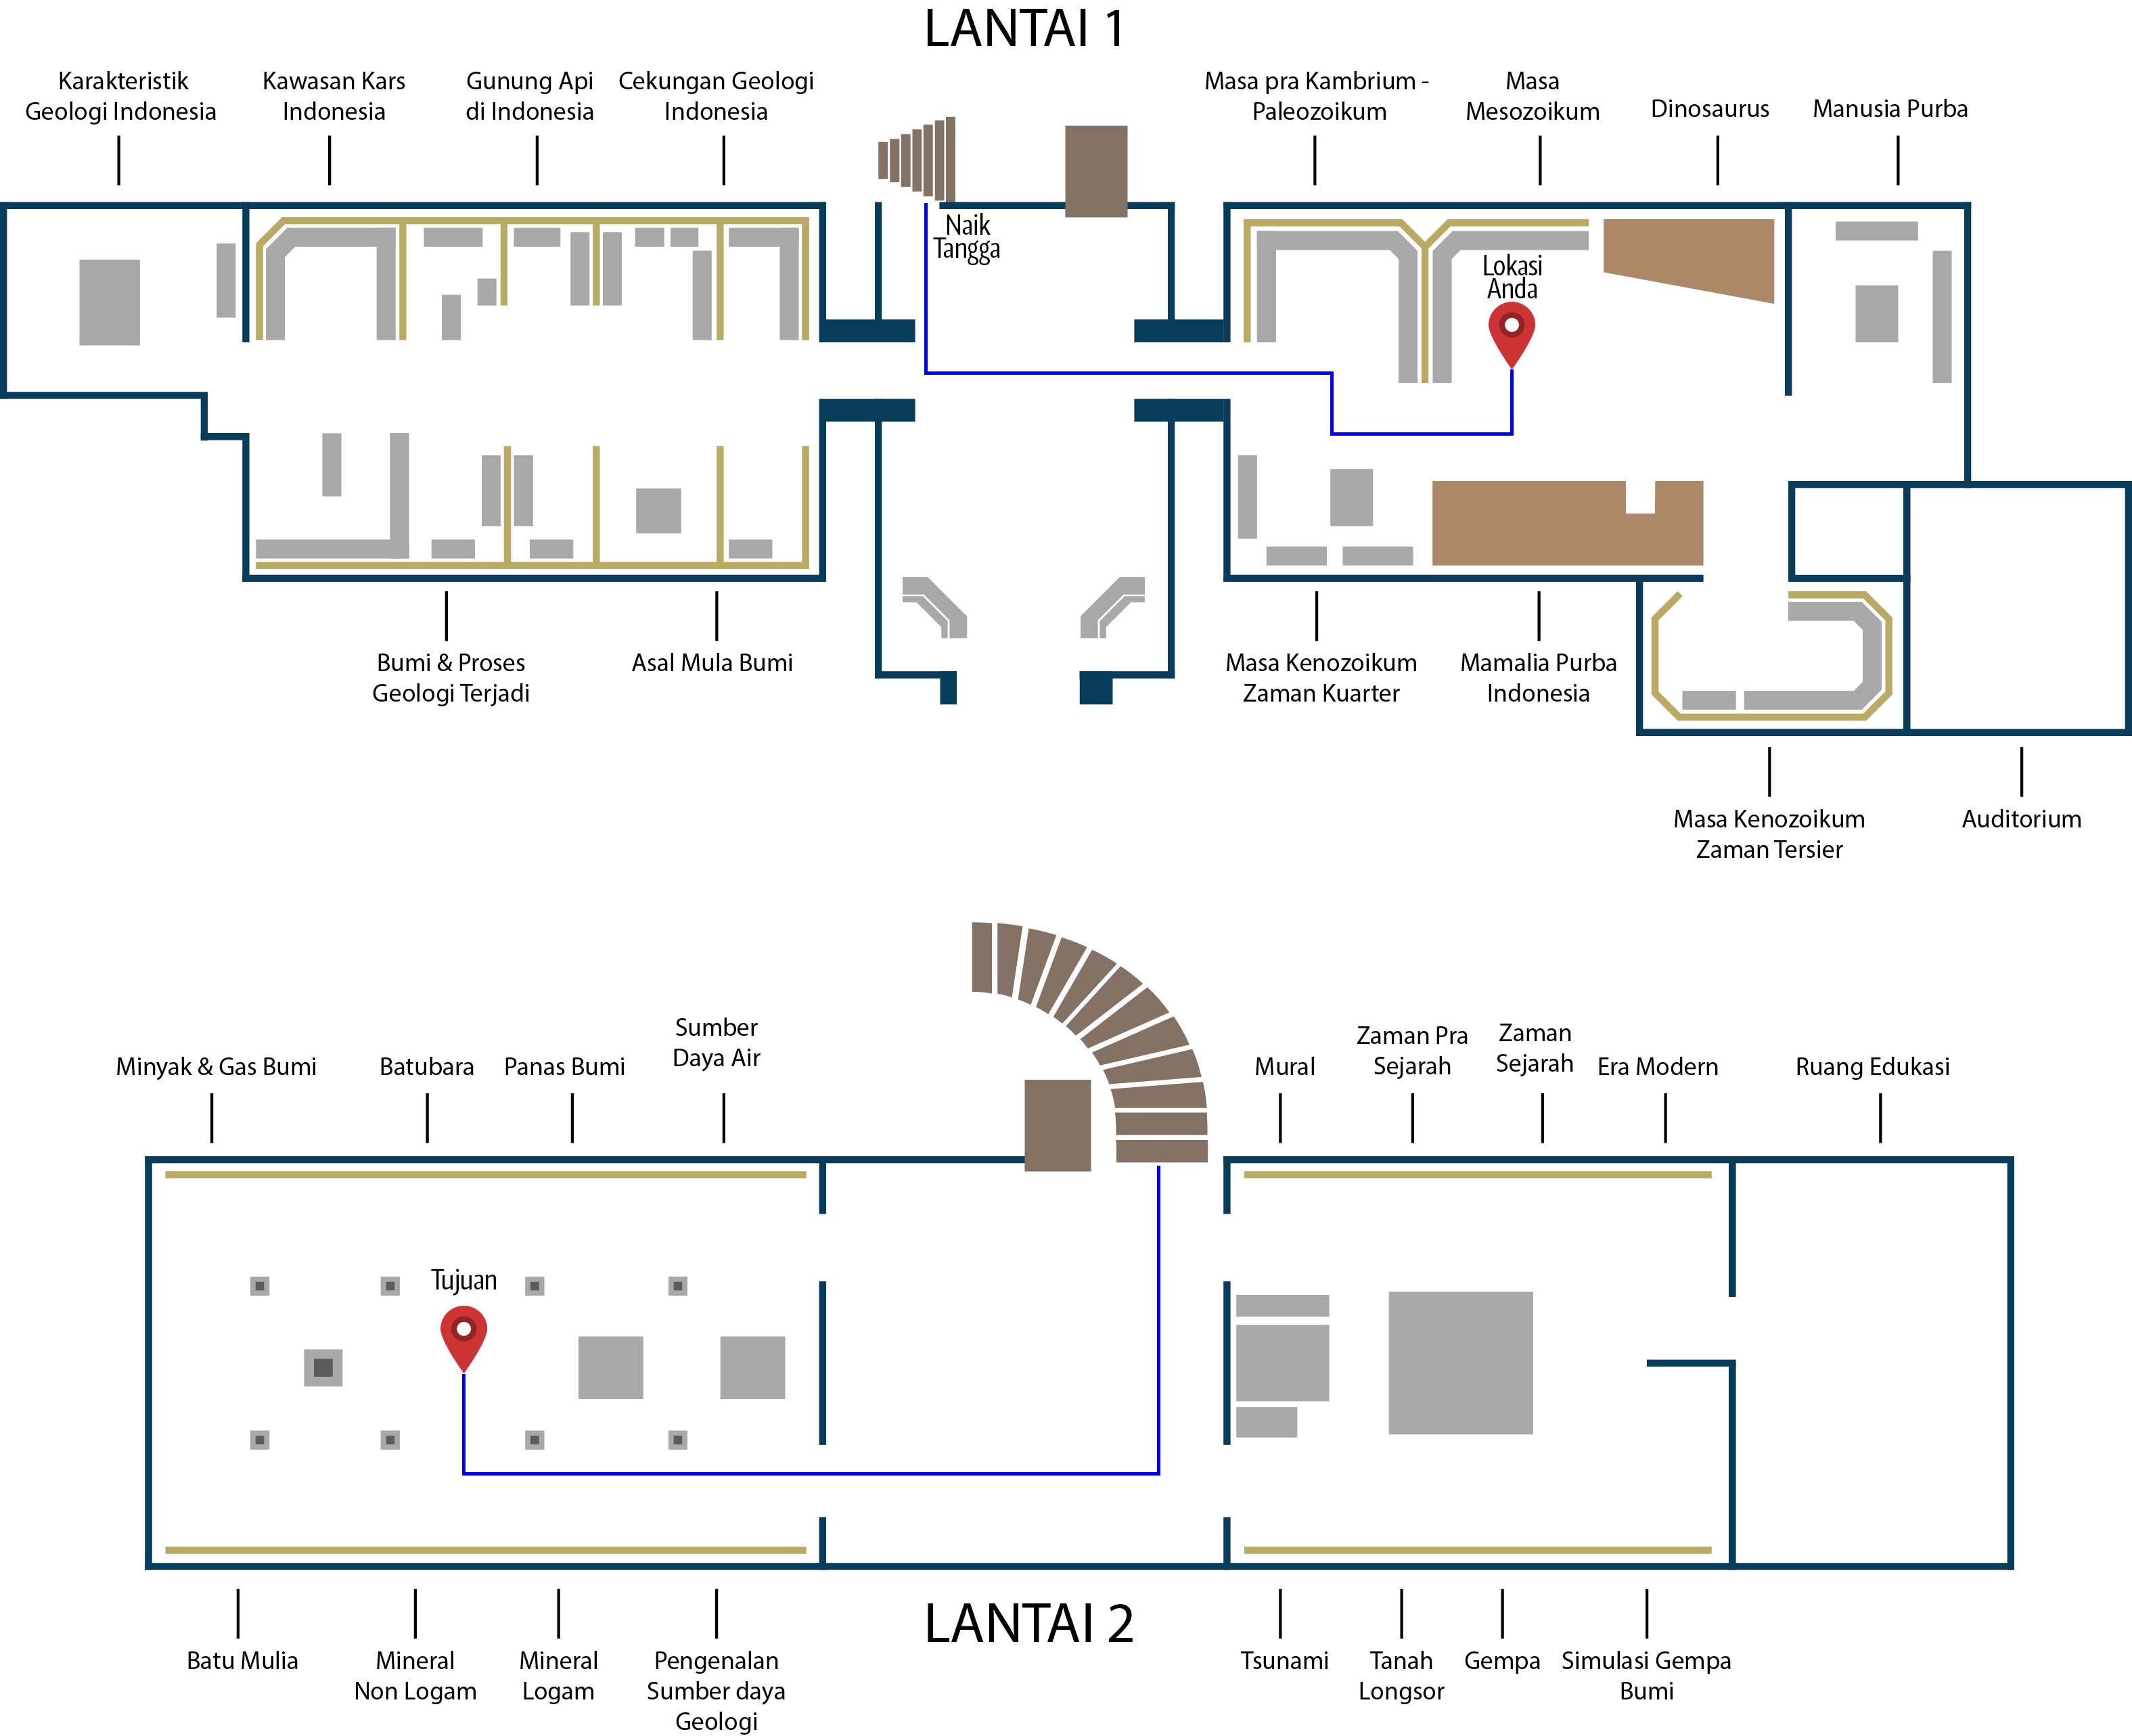 LANTAI 1
Karakteristik
Geologi Indonesia
Kawasan Kars
Indonesia
Gunung Api
di Indonesia
Cekungan Geologi
Indonesia
Masa pra Kambrium -
Paleozoikum
Masa
Mesozoikum
Dinosaurus
Manusia Purba
Naik
Tangga
Lokasi
Anda
Bumi & Proses
Geologi Terjadi
Asal Mula Bumi
Masa Kenozoikum
Zaman Kuarter
Mamalia Purba
Indonesia
Masa Kenozoikum
Zaman Tersier
Auditorium
Minyak & Gas Bumi
Batubara
Panas Bumi
Sumber
Daya Air
Mural
Zaman Pra
Sejarah
Zaman
Sejarah
Era Modern
Ruang Edukasi
Tujuan
LANTAI 2
Batu Mulia
Mineral
Non Logam
Mineral
Logam
Pengenalan
Sumber daya
Geologi
Tsunami
Tanah
Longsor
Gempa
Simulasi Gempa
Bumi